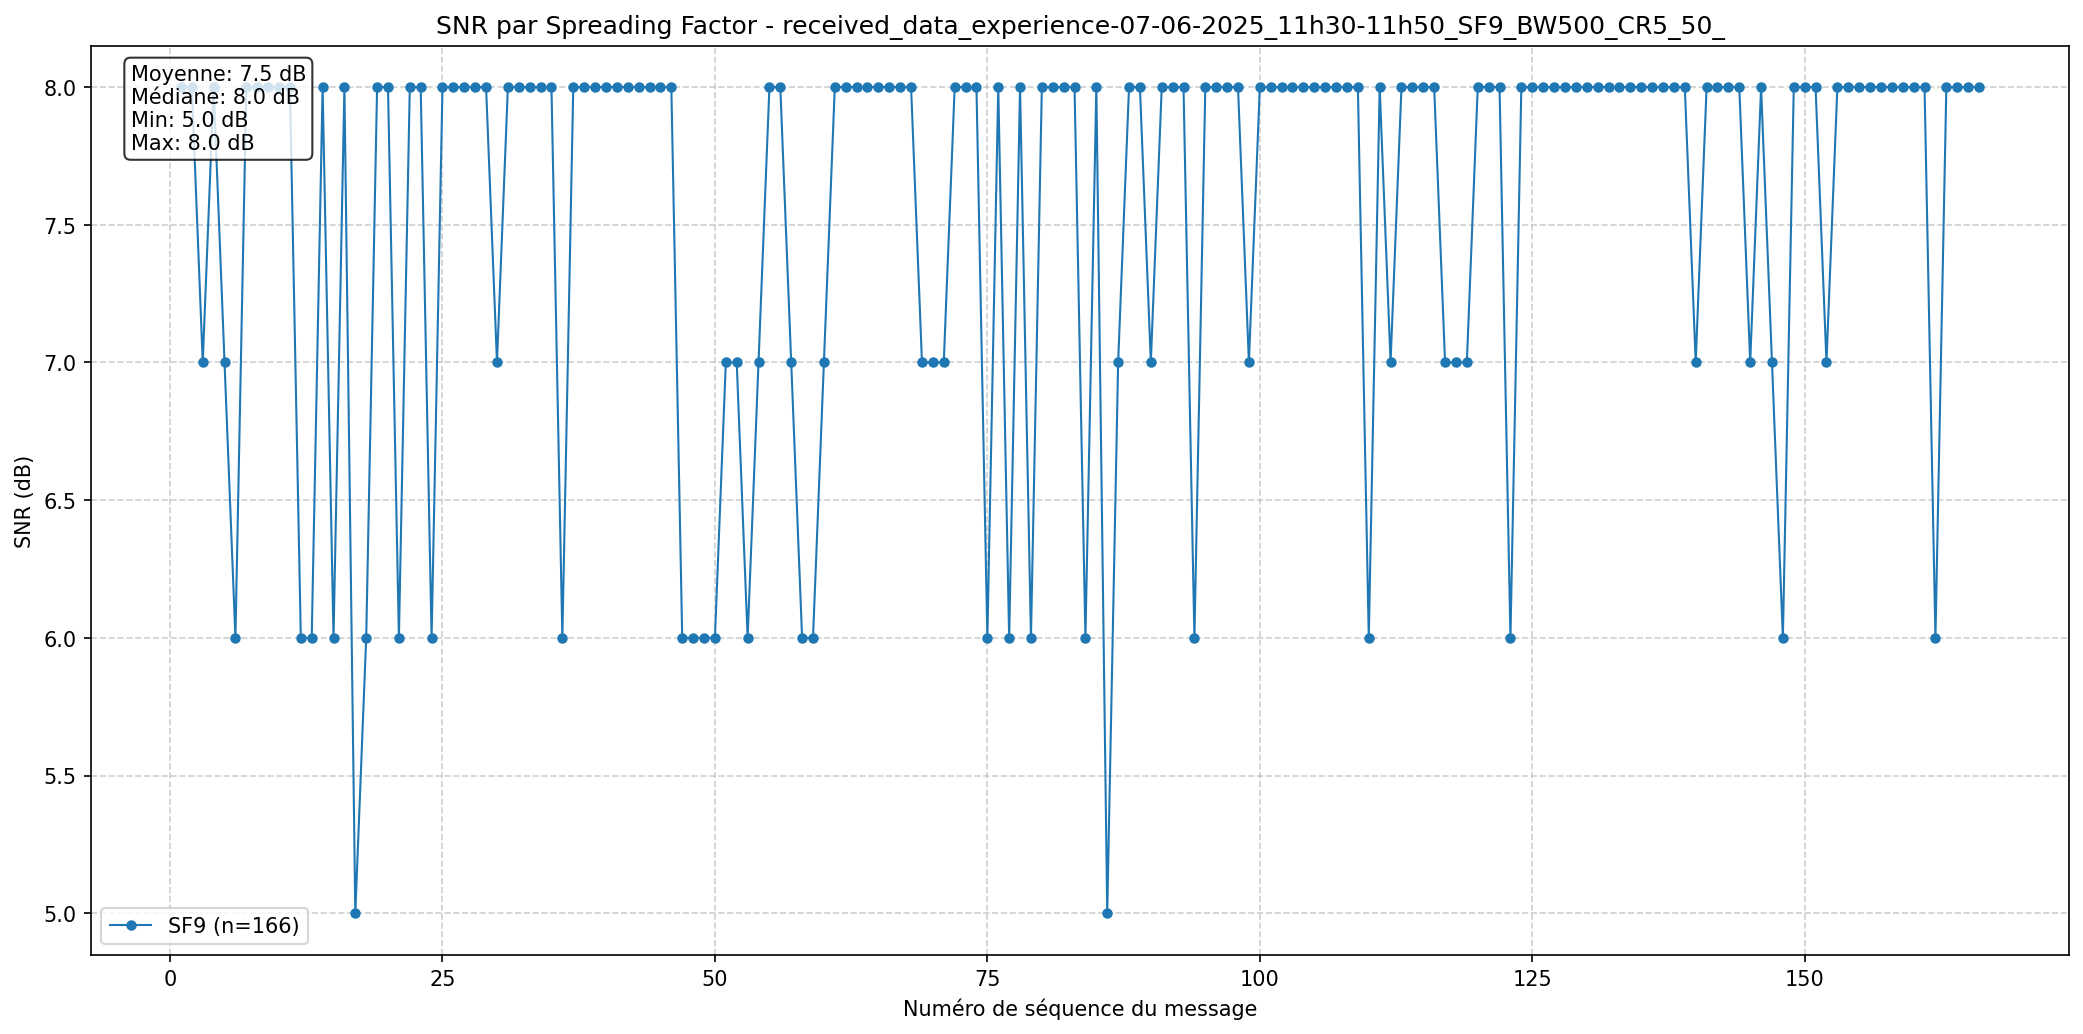 SNR par Spreading Factor - received_data_experience-07-06-2025_11h30-11h50_SF9_BW500_CR5_50_
Moyenne: 7.5 dB
Médiane: 8.0 dB
Min: 5.0 dB
Max: 8.0 dB
SNR (dB)
8.0
7.5
7.0
6.5
6.0
5.5
5.0
SF9 (n=166)
0 25 50 75 100 125 150
Numéro de séquence du message